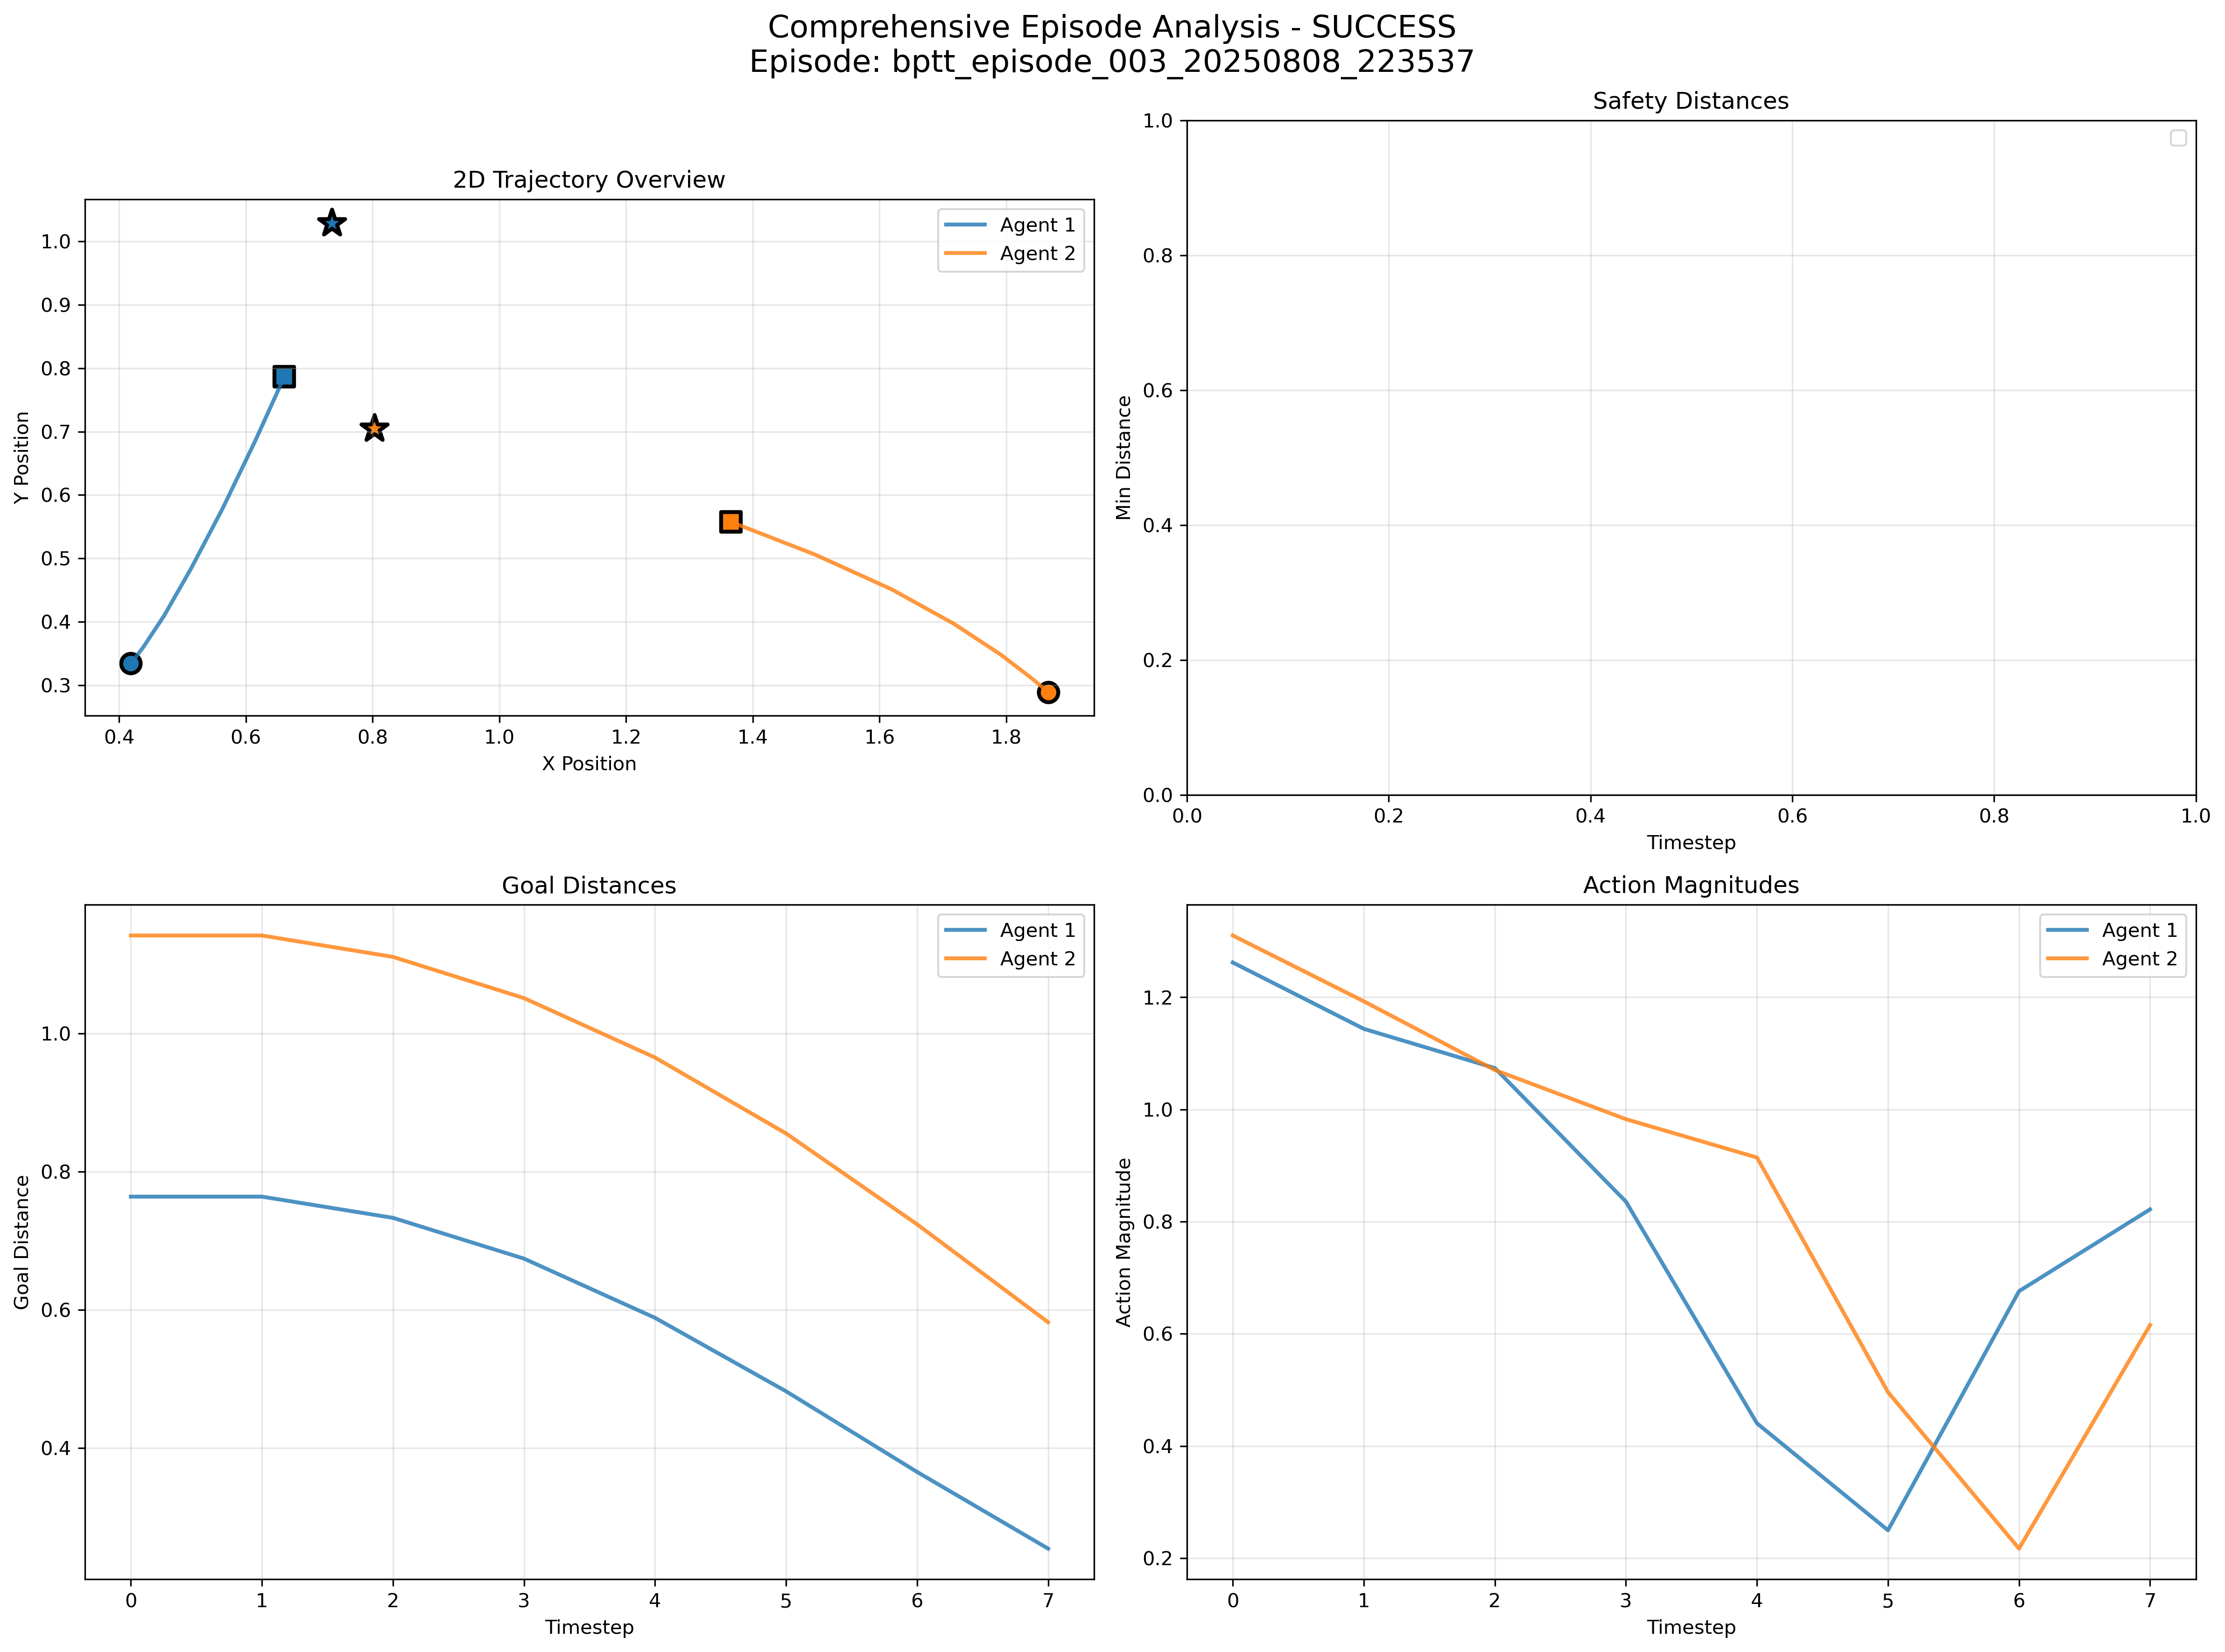 Comprehensive Episode Analysis - SUCCESS
Episode: bptt_episode_003_20250808_223537
2D Trajectory Overview
Agent 1
Agent 2
1.0
0.9
0.8
0.7
0.6
0.5
0.4
0.3
Y Position
0.4 0.6 0.8 1.0 1.2 1.4 1.6 1.8
X Position
Safety Distances
1.0
0.8
0.6
0.4
0.2
0.0
Min Distance
0.0 0.2 0.4 0.6 0.8 1.0
Timestep
Goal Distances
Agent 1
Agent 2
1.0
0.8
0.6
0.4
Goal Distance
0 1 2 3 4 5 6 7
Timestep
Action Magnitudes
Agent 1
Agent 2
1.2
1.0
0.8
0.6
0.4
0.2
Action Magnitude
0 1 2 3 4 5 6 7
Timestep